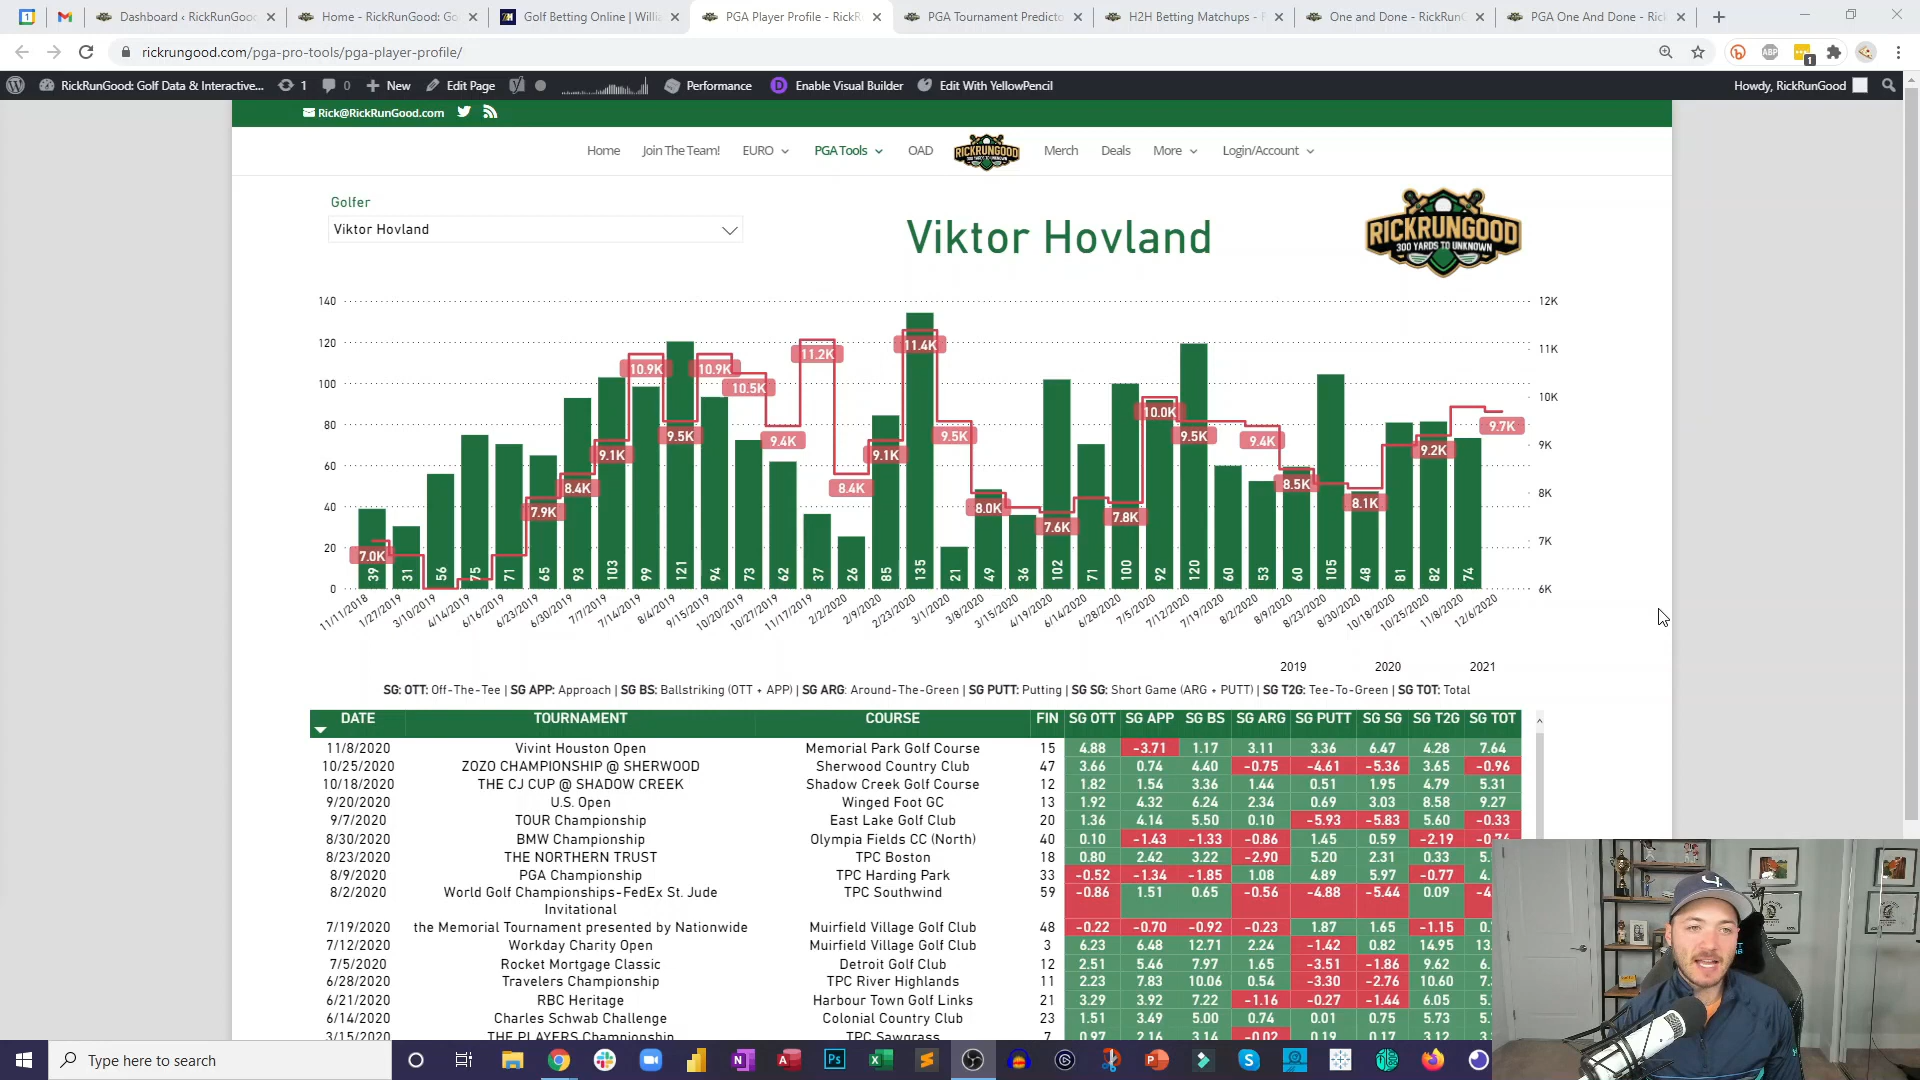 Dashboard ‹ RickRunGoo
Home - RickRunGood: Go
Golf Betting Online | Willia
PGA Player Profile - RickR
PGA Tournament Predicto
H2H Betting Matchups - R
One and Done - RickRunG
PGA One And Done - Rick
rickrungood.com/pga-pro-tools/pga-player-profile/
RickRunGood: Golf Data & Interactive... 1 0 New Edit Page Performance Enable Visual Builder Edit With YellowPencil Howdy, RickRunGood
Rick@RickRunGood.com
Home Join The Team! EURO PGA Tools OAD RICKRUNGOOD Merch Deals More Login/Account
Golfer
Viktor Hovland
Viktor Hovland
RICKRUNGOOD
300 YARDS TO UNKNOWN
140 120 100 80 60 40 20 0
12K 11K 10K 9K 8K 7K 6K
7.0K 7.9K 8.4K 9.1K 10.9K 9.5K 10.9K 10.5K 9.4K 11.2K 8.4K 9.1K 11.4K 9.5K 8.0K 7.6K 7.8K 10.0K 9.5K 9.4K 8.5K 8.1K 9.2K 9.7K
39 31 56 75 71 65 93 103 99 121 94 73 62 37 26 85 135 21 49 36 102 71 100 92 120 60 53 60 105 48 81 82 74
11/11/2018 1/27/2019 3/10/2019 4/14/2019 6/16/2019 6/23/2019 6/30/2019 7/7/2019 7/14/2019 8/4/2019 9/15/2019 10/20/2019 10/27/2019 11/17/2019 2/2/2020 2/9/2020 2/23/2020 3/1/2020 3/8/2020 3/15/2020 4/19/2020 6/14/2020 6/28/2020 7/5/2020 7/12/2020 7/19/2020 8/2/2020 8/9/2020 8/23/2020 8/30/2020 10/18/2020 10/25/2020 11/8/2020 12/6/2020
2019 2020 2021
SG: OTT: Off-The-Tee | SG APP: Approach | SG BS: Ballstriking (OTT + APP) | SG ARG: Around-The-Green | SG PUTT: Putting | SG SG: Short Game (ARG + PUTT) | SG T2G: Tee-To-Green | SG TOT: Total
DATE TOURNAMENT COURSE FIN SG OTT SG APP SG BS SG ARG SG PUTT SG SG SG T2G SG TOT
11/8/2020 Vivint Houston Open Memorial Park Golf Course 15 4.88 -3.71 1.17 3.11 3.36 6.47 4.28 7.64
10/25/2020 ZOZO CHAMPIONSHIP @ SHERWOOD Sherwood Country Club 47 3.66 0.74 4.40 -0.75 -4.61 -5.36 3.65 -0.96
10/18/2020 THE CJ CUP @ SHADOW CREEK Shadow Creek Golf Course 12 1.82 1.54 3.36 1.44 0.51 1.95 4.79 5.31
9/20/2020 U.S. Open Winged Foot GC 13 1.92 4.32 6.24 2.34 0.69 3.03 8.58 9.27
9/7/2020 TOUR Championship East Lake Golf Club 20 1.36 4.14 5.50 0.10 -5.93 -5.83 5.60 -0.33
8/30/2020 BMW Championship Olympia Fields CC (North) 40 0.10 -1.43 -1.33 -0.86 1.45 0.59 -2.19
8/23/2020 THE NORTHERN TRUST TPC Boston 18 0.80 2.42 3.22 -2.90 5.20 2.31 0.33 5.
8/9/2020 PGA Championship TPC Harding Park 33 -0.52 -1.34 -1.85 1.08 4.89 5.97 -0.77 4.
8/2/2020 World Golf Championships-FedEx St. Jude Invitational TPC Southwind 59 -0.86 1.51 0.65 -0.56 -4.88 -5.44 0.09 -4
7/19/2020 the Memorial Tournament presented by Nationwide Muirfield Village Golf Club 48 -0.22 -0.70 -0.92 -0.23 1.87 1.65 -1.15 0.
7/12/2020 Workday Charity Open Muirfield Village Golf Club 3 6.23 6.48 12.71 2.24 -1.42 0.82 14.95 13.
7/5/2020 Rocket Mortgage Classic Detroit Golf Club 12 2.51 5.46 7.97 1.65 -3.51 -1.86 9.62 6.
6/28/2020 Travelers Championship TPC River Highlands 11 2.23 7.83 10.06 0.54 -3.30 -2.76 10.60 7.
6/21/2020 RBC Heritage Harbour Town Golf Links 21 3.29 3.92 7.22 -1.16 -0.27 -1.44 6.05 5.
6/14/2020 Charles Schwab Challenge Colonial Country Club 23 1.51 3.49 5.00 0.74 0.01 0.75 5.73 5.
3/15/2020 THE PLAYERS Championship TPC Sawgrass 7 0.97 2.16 3.14 -0.02 0.19 0.17 3.12 3.
Type here to search